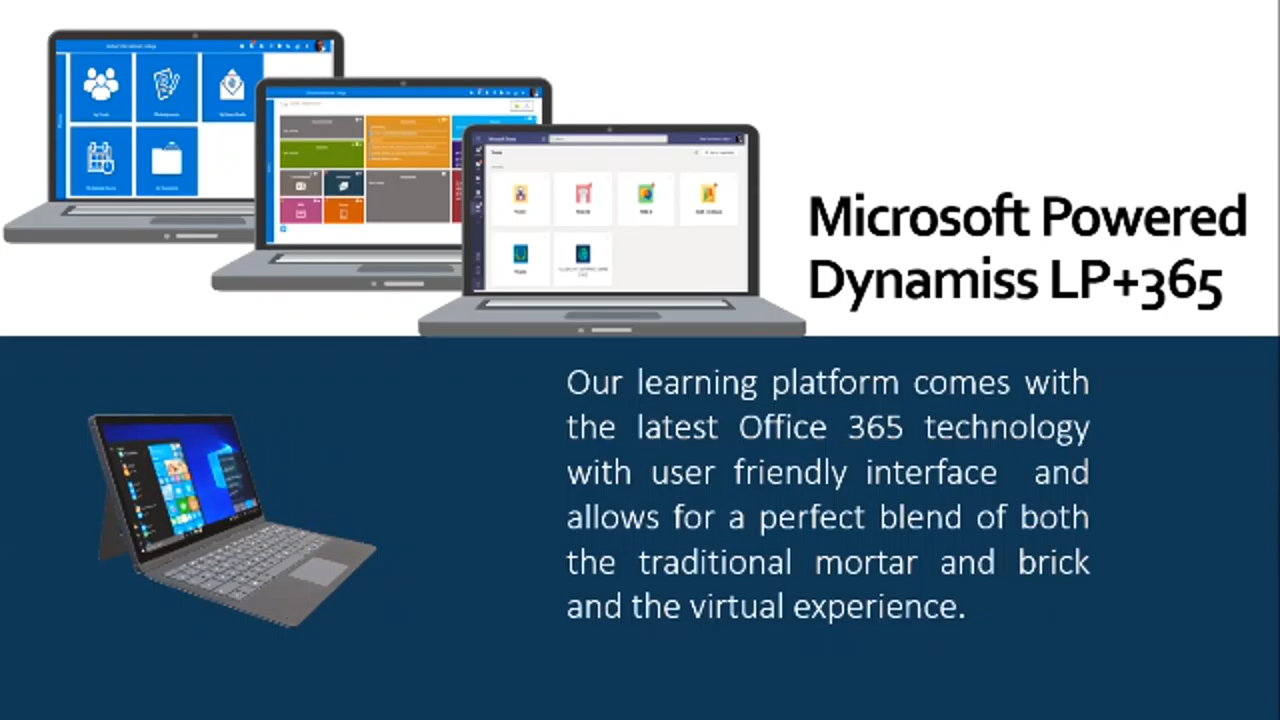 Microsoft Powered
Dynamiss LP+365
Our learning platform comes with
the latest Office 365 technology
with user friendly interface and
allows for a perfect blend of both
the traditional mortar and brick
and the virtual experience.